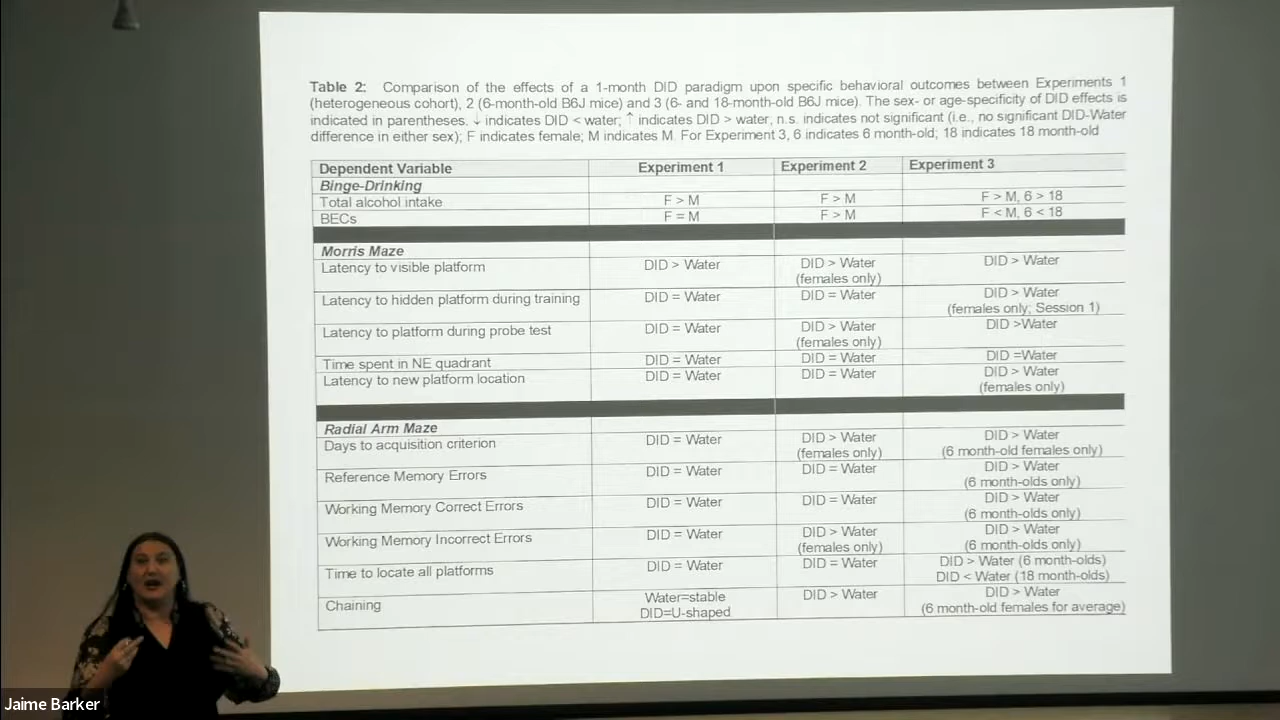 Table 2: Comparison of the effects of a 1-month DID paradigm upon specific behavioral outcomes between Experiments 1
(heterogeneous cohort), 2 (6-month-old B6J mice) and 3 (6- and 18-month-old B6J mice). The sex- or age-specificity of DID effects is
indicated in parentheses. ↓ indicates DID < water; ↑ indicates DID > water; n.s. indicates not significant (i.e., no significant DID-Water
difference in either sex); F indicates female; M indicates M. For Experiment 3, 6 indicates 6 month-old; 18 indicates 18 month-old
Dependent Variable Experiment 1 Experiment 2 Experiment 3
Binge-Drinking
Total alcohol intake F > M F > M F > M, 6 > 18
BECs F = M F > M F < M, 6 < 18
Morris Maze
Latency to visible platform DID > Water DID > Water DID > Water
(females only)
Latency to hidden platform during training DID = Water DID = Water DID > Water
(females only; Session 1)
Latency to platform during probe test DID = Water DID > Water DID >Water
(females only)
Time spent in NE quadrant DID = Water DID = Water DID =Water
Latency to new platform location DID = Water DID = Water DID > Water
(females only)
Radial Arm Maze
Days to acquisition criterion DID = Water DID > Water DID > Water
(females only) (6 month-old females only)
Reference Memory Errors DID = Water DID = Water DID > Water
(6 month-olds only)
Working Memory Correct Errors DID = Water DID = Water DID > Water
(6 month-olds only)
Working Memory Incorrect Errors DID = Water DID > Water DID > Water
(females only) (6 month-olds only)
Time to locate all platforms DID = Water DID = Water DID > Water (6 month-olds)
DID < Water (18 month-olds)
Chaining Water=stable DID > Water DID > Water
DID=U-shaped (6 month-old females for average)
Jaime Barker